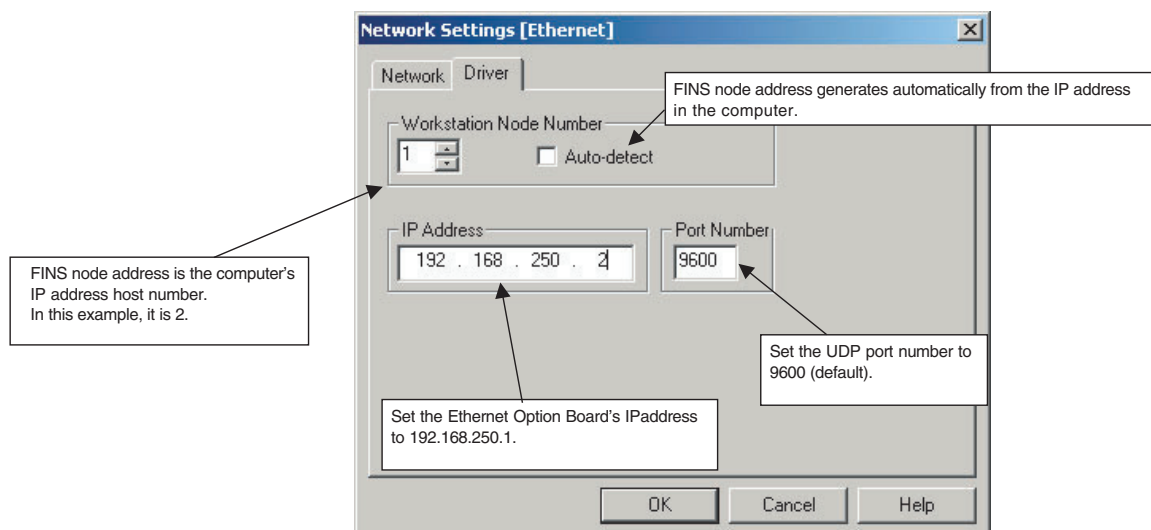 Network Settings [Ethernet]
Network Driver
FINS node address generates automatically from the IP address
in the computer.
Workstation Node Number
1 Auto-detect
IP Address
192 . 168 . 250 . 2
Port Number
9600
FINS node address is the computer's
IP address host number.
In this example, it is 2.
Set the UDP port number to
9600 (default).
Set the Ethernet Option Board's IPaddress
to 192.168.250.1.
OK Cancel Help